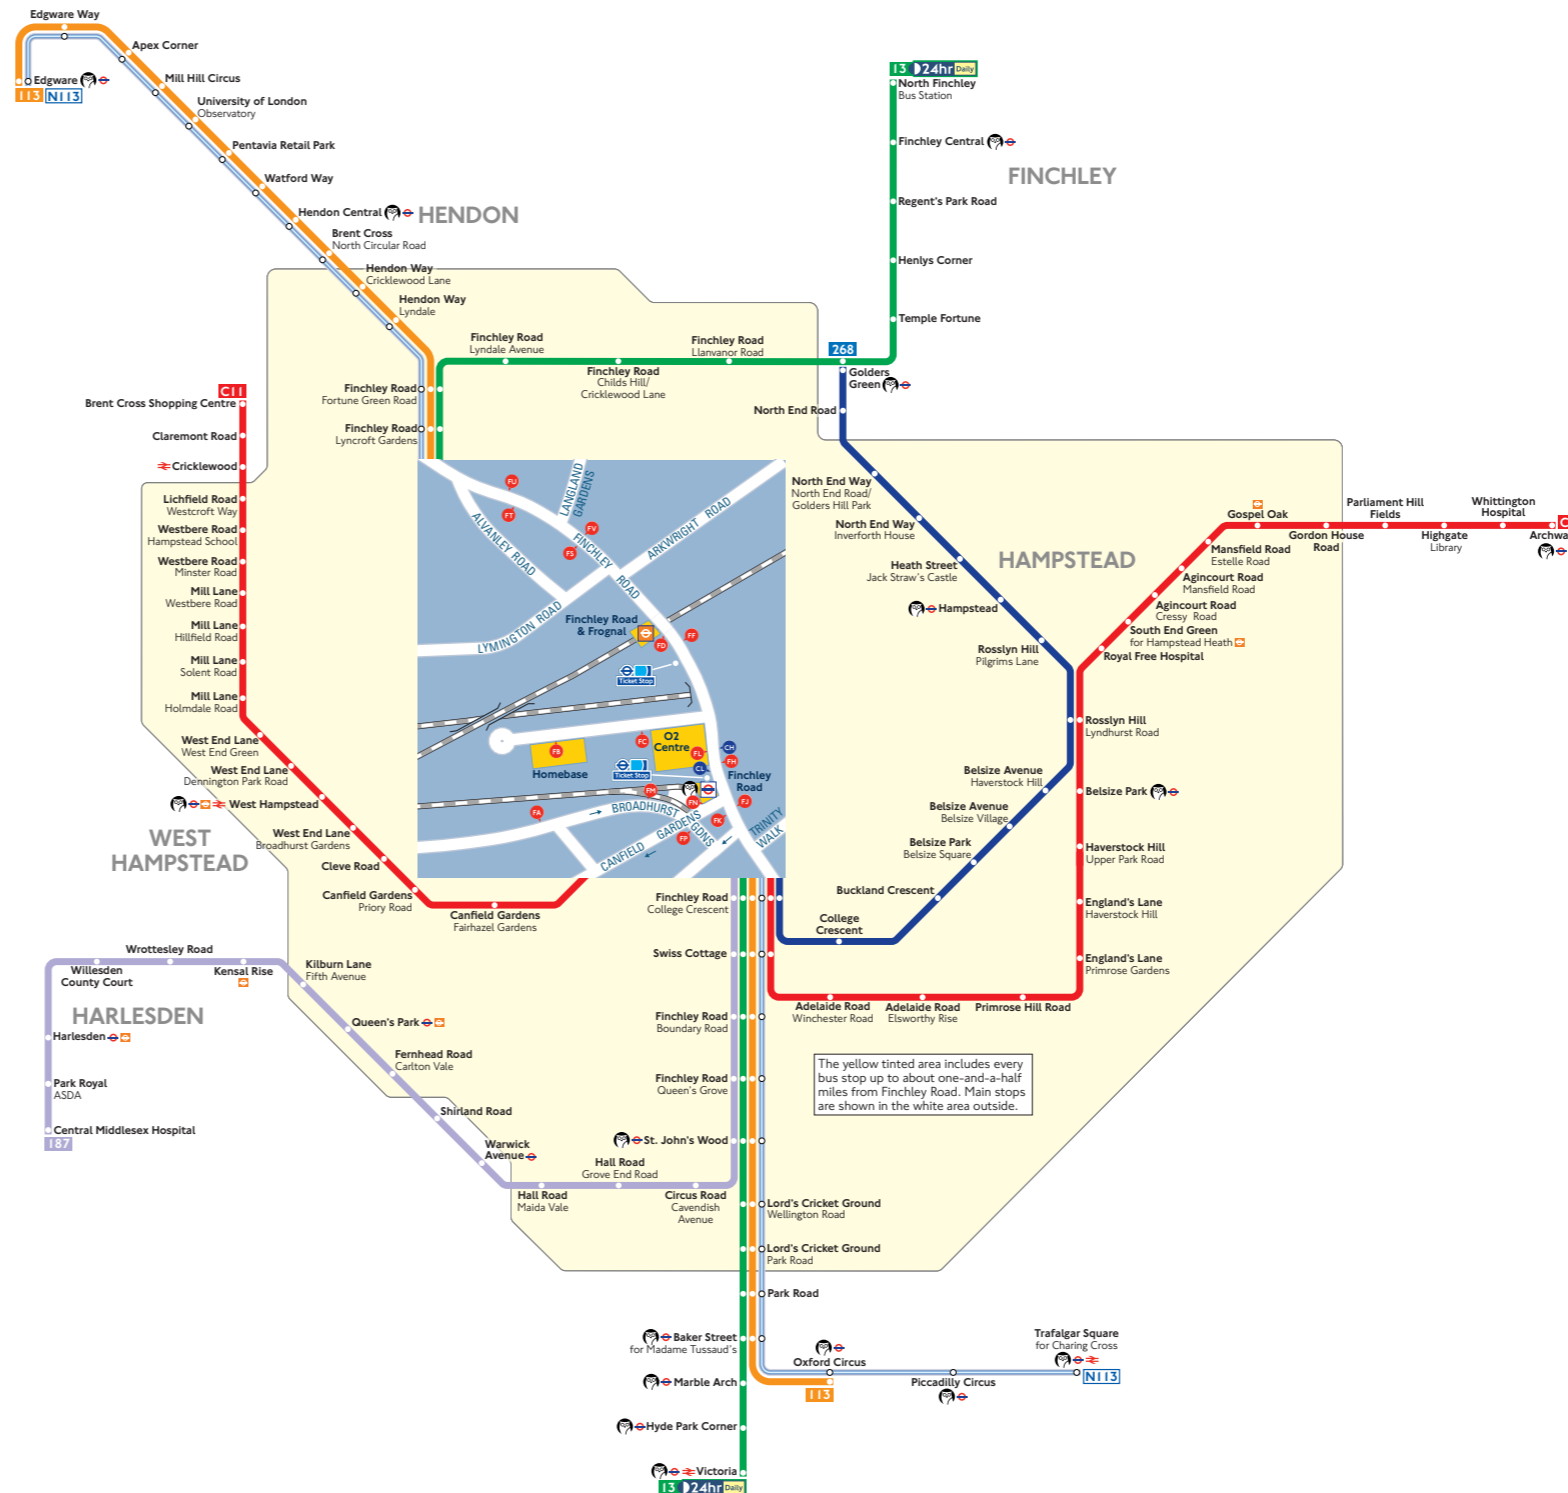 Edgware Way
Apex Corner
Edgware
113 N113
Mill Hill Circus
University of London
Observatory
Pentavia Retail Park
Watford Way
Hendon Central
HENDON
Brent Cross
North Circular Road
Hendon Way
Cricklewood Lane
Hendon Way
Lyndale
13 24hr Daily
North Finchley
Bus Station
Finchley Central
FINCHLEY
Regent's Park Road
Henlys Corner
Temple Fortune
Finchley Road
Lyndale Avenue
Finchley Road
Childs Hill/
Cricklewood Lane
Finchley Road
Llanvanor Road
268
Golders
Green
North End Road
Finchley Road
Fortune Green Road
Finchley Road
Lyncroft Gardens
C11
Brent Cross Shopping Centre
Claremont Road
Cricklewood
Lichfield Road
Westcroft Way
Westbere Road
Hampstead School
Westbere Road
Minster Road
Mill Lane
Westbere Road
Mill Lane
Hillfield Road
Mill Lane
Solent Road
Mill Lane
Holmdale Road
West End Lane
West End Green
West End Lane
Dennington Park Road
West Hampstead
WEST
HAMPSTEAD
West End Lane
Broadhurst Gardens
Cleve Road
Canfield Gardens
Priory Road
Canfield Gardens
Fairhazel Gardens
FU
FT
LANGLAND
GARDENS
FV
FS
ALVANLEY ROAD
FINCHLEY ROAD
ARKWRIGHT ROAD
LYMINGTON ROAD
Finchley Road
& Frognal
FF
FD
Ticket Stop
FB
Homebase
FC
O2
Centre
FL
CH
FH
CL
Ticket Stop
Finchley
Road
FM
FN
FJ
FA
FK
FP
BROADHURST GDNS
CANFIELD GARDENS
TRINITY
WALK
North End Way
North End Road/
Golders Hill Park
North End Way
Inverforth House
Heath Street
Jack Straw's Castle
Hampstead
HAMPSTEAD
Rosslyn Hill
Pilgrims Lane
Rosslyn Hill
Lyndhurst Road
Belsize Avenue
Haverstock Hill
Belsize Avenue
Belsize Village
Belsize Park
Belsize Square
Buckland Crescent
College
Crescent
Gospel Oak
Gordon House
Road
Parliament Hill
Fields
Highgate
Library
Whittington
Hospital
Mansfield Road
Estelle Road
Agincourt Road
Mansfield Road
Agincourt Road
Cressy Road
South End Green
for Hampstead Heath
Royal Free Hospital
Belsize Park
Haverstock Hill
Upper Park Road
England's Lane
Haverstock Hill
England's Lane
Primrose Gardens
Adelaide Road
Winchester Road
Adelaide Road
Elsworthy Rise
Primrose Hill Road
Finchley Road
College Crescent
Swiss Cottage
Finchley Road
Boundary Road
Finchley Road
Queen's Grove
St. John's Wood
Wrottesley Road
Willesden
County Court
Kensal Rise
Kilburn Lane
Fifth Avenue
HARLESDEN
Harlesden
Park Royal
ASDA
Central Middlesex Hospital
187
Queen's Park
Fernhead Road
Carlton Vale
Shirland Road
Warwick
Avenue
Hall Road
Maida Vale
Hall Road
Grove End Road
Circus Road
Cavendish
Avenue
The yellow tinted area includes every
bus stop up to about one-and-a-half
miles from Finchley Road. Main stops
are shown in the white area outside.
Lord's Cricket Ground
Wellington Road
Lord's Cricket Ground
Park Road
Park Road
Baker Street
for Madame Tussaud's
Marble Arch
Hyde Park Corner
Victoria
13 24hr Daily
Oxford Circus
113
Piccadilly Circus
Trafalgar Square
for Charing Cross
N113